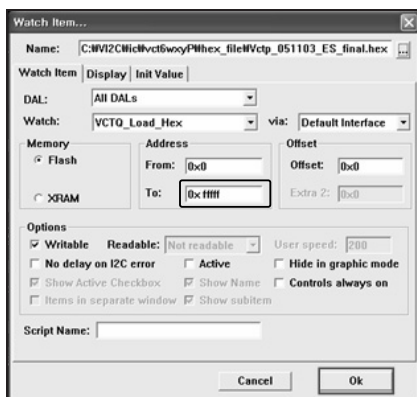 Watch Item...
Name: C:₩VI2C₩ic₩vct6wxyP₩hex_file₩Vctp_051103_ES_final.hex ...
Watch Item Display Init Value
DAL: All DALs
Watch: VCTQ_Load_Hex via: Default Interface
Memory Address Offset
Flash From: 0x0 Offset: 0x0
XRAM To: 0x fffff Extra 2: 0x0
Options
Writable Readable: Not readable User speed: 200
No delay on I2C error Active Hide in graphic mode
Show Active Checkbox Show Name Controls always on
Items in separate window Show subitem
Script Name:
Cancel Ok